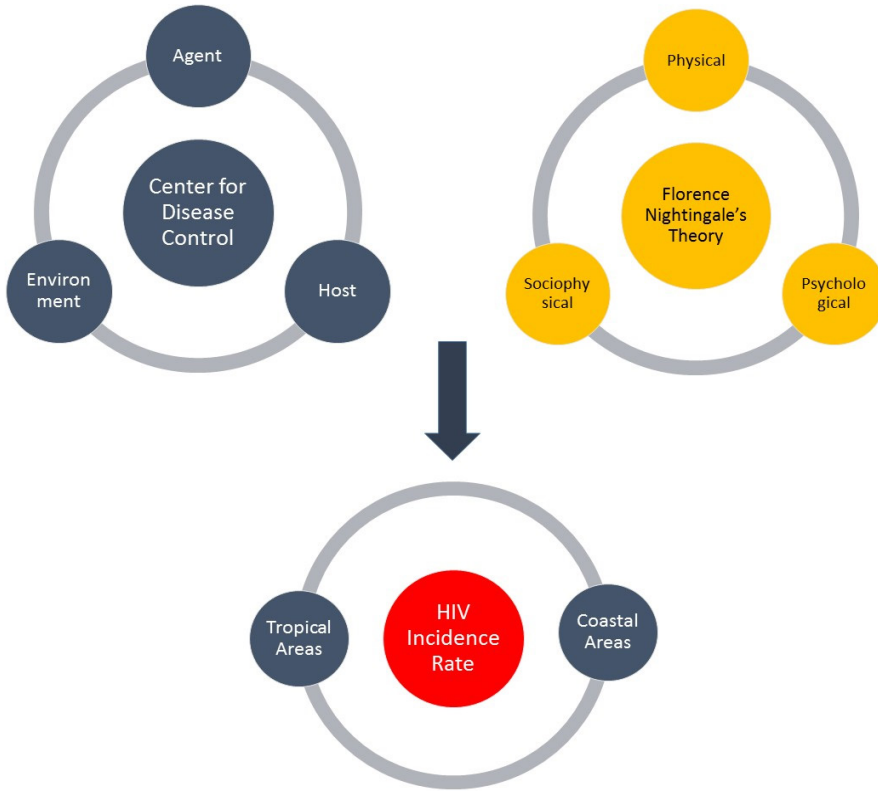 Agent
Center for
Disease
Control
Environ
ment
Host
Physical
Florence
Nightingale's
Theory
Sociophy
sical
Psycholo
gical
Tropical
Areas
HIV
Incidence
Rate
Coastal
Areas